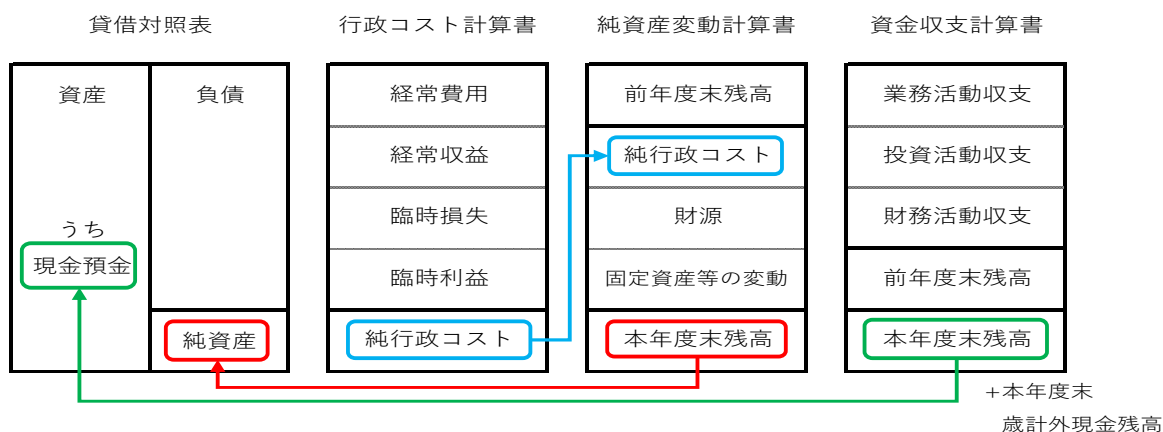 貸借対照表
資産
負債
うち
現金預金
純資産
行政コスト計算書
経常費用
経常収益
臨時損失
臨時利益
純行政コスト
純資産変動計算書
前年度末残高
純行政コスト
財源
固定資産等の変動
本年度末残高
資金収支計算書
業務活動収支
投資活動収支
財務活動収支
前年度末残高
本年度末残高
+本年度末
歳計外現金残高